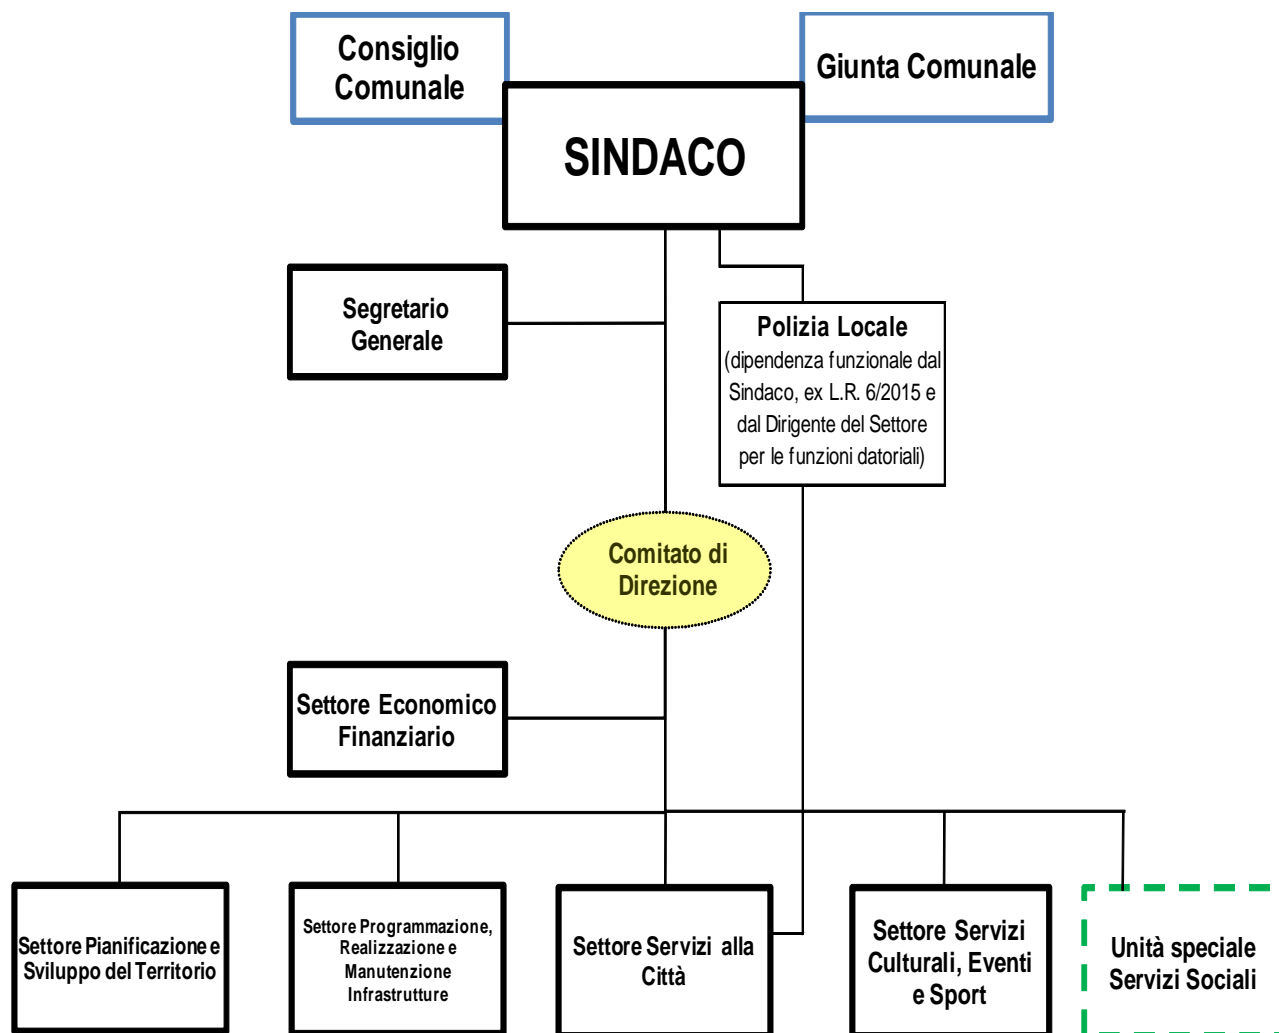 Consiglio
Comunale
Giunta Comunale
SINDACO
Segretario
Generale
Polizia Locale
(dipendenza funzionale dal
Sindaco, ex L.R. 6/2015 e
dal Dirigente del Settore
per le funzioni datoriali)
Comitato di
Direzione
Settore Economico
Finanziario
Settore Pianificazione e
Sviluppo del Territorio
Settore Programmazione,
Realizzazione e
Manutenzione
Infrastrutture
Settore Servizi alla
Città
Settore Servizi
Culturali, Eventi
e Sport
Unità speciale
Servizi Sociali